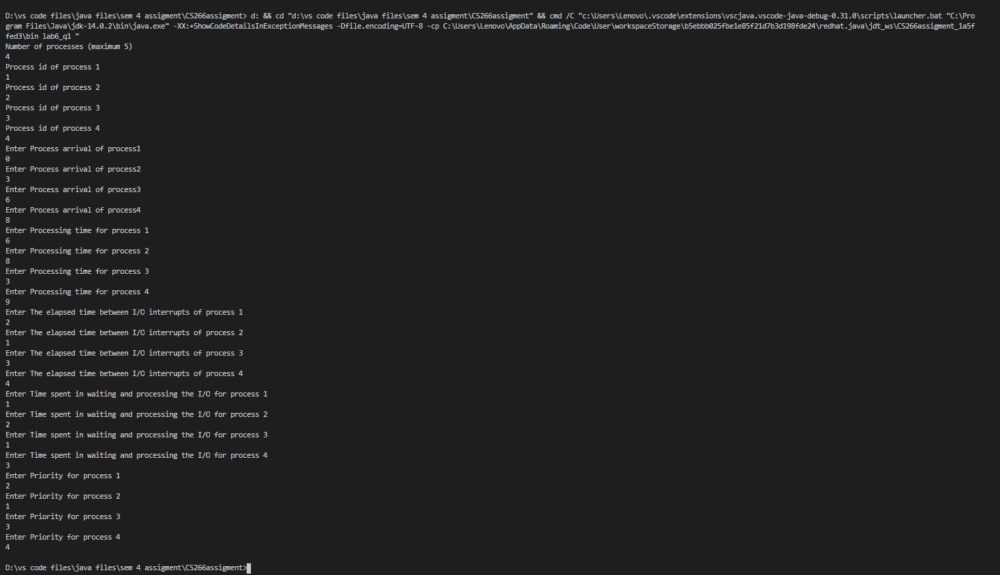 D:\vs code files\java files\sem 4 assigment\CS266assigment> d: && cd "d:\vs code files\java files\sem 4 assigment\CS266assigment" && cmd /C "c:\Users\Lenovo\.vscode\extensions\vscjava.vscode-java-debug-0.31.0\scripts\launcher.bat "C:\Pro
gram Files\Java\jdk-14.0.2\bin\java.exe" -XX:+ShowCodeDetailsInExceptionMessages -Dfile.encoding=UTF-8 -cp C:\Users\Lenovo\AppData\Roaming\Code\User\workspaceStorage\b5ebbb025fbe1e85f21d7b3d198fde24\redhat.java\jdt_ws\CS266assigment_1a5f
fed3\bin lab6_q1 "
Number of processes (maximum 5)
4
Process id of process 1
1
Process id of process 2
2
Process id of process 3
3
Process id of process 4
4
Enter Process arrival of process1
0
Enter Process arrival of process2
3
Enter Process arrival of process3
6
Enter Process arrival of process4
8
Enter Processing time for process 1
6
Enter Processing time for process 2
8
Enter Processing time for process 3
3
Enter Processing time for process 4
9
Enter The elapsed time between I/O interrupts of process 1
2
Enter The elapsed time between I/O interrupts of process 2
1
Enter The elapsed time between I/O interrupts of process 3
3
Enter The elapsed time between I/O interrupts of process 4
4
Enter Time spent in waiting and processing the I/O for process 1
1
Enter Time spent in waiting and processing the I/O for process 2
2
Enter Time spent in waiting and processing the I/O for process 3
1
Enter Time spent in waiting and processing the I/O for process 4
3
Enter Priority for process 1
2
Enter Priority for process 2
1
Enter Priority for process 3
3
Enter Priority for process 4
4
D:\vs code files\java files\sem 4 assigment\CS266assigment>